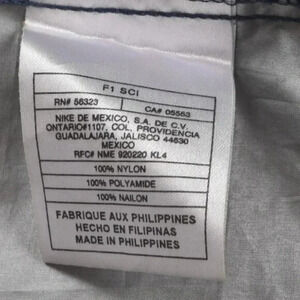 F1 SCI
RN# 56323 CA# 05553
NIKE DE MEXICO, S.A. DE C.V.
ONTARIO#1107, COL. PROVIDENCIA
GUADALAJARA, JALISCO 44630
MEXICO
RFC# NME 920220 KL4
100% NYLON
100% POLYAMIDE
100% NAILON
FABRIQUE AUX PHILIPPINES
HECHO EN FILIPINAS
MADE IN PHILIPPINES